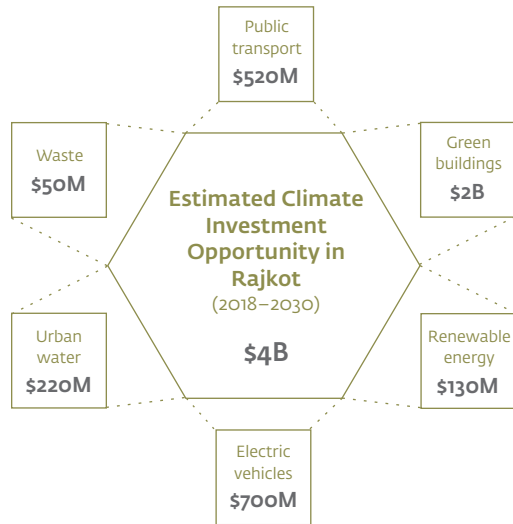 Public
transport
$520M
Waste
$50M
Green
buildings
$2B
Estimated Climate
Investment
Opportunity in
Rajkot
(2018–2030)
$4B
Urban
water
$220M
Renewable
energy
$130M
Electric
vehicles
$700M